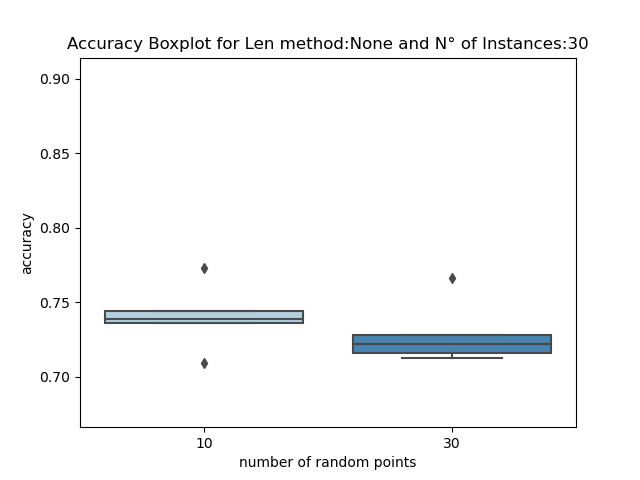 Accuracy Boxplot for Len method:None and N° of Instances:30
0.90
0.85
0.80
0.75
0.70
accuracy
10
30
number of random points